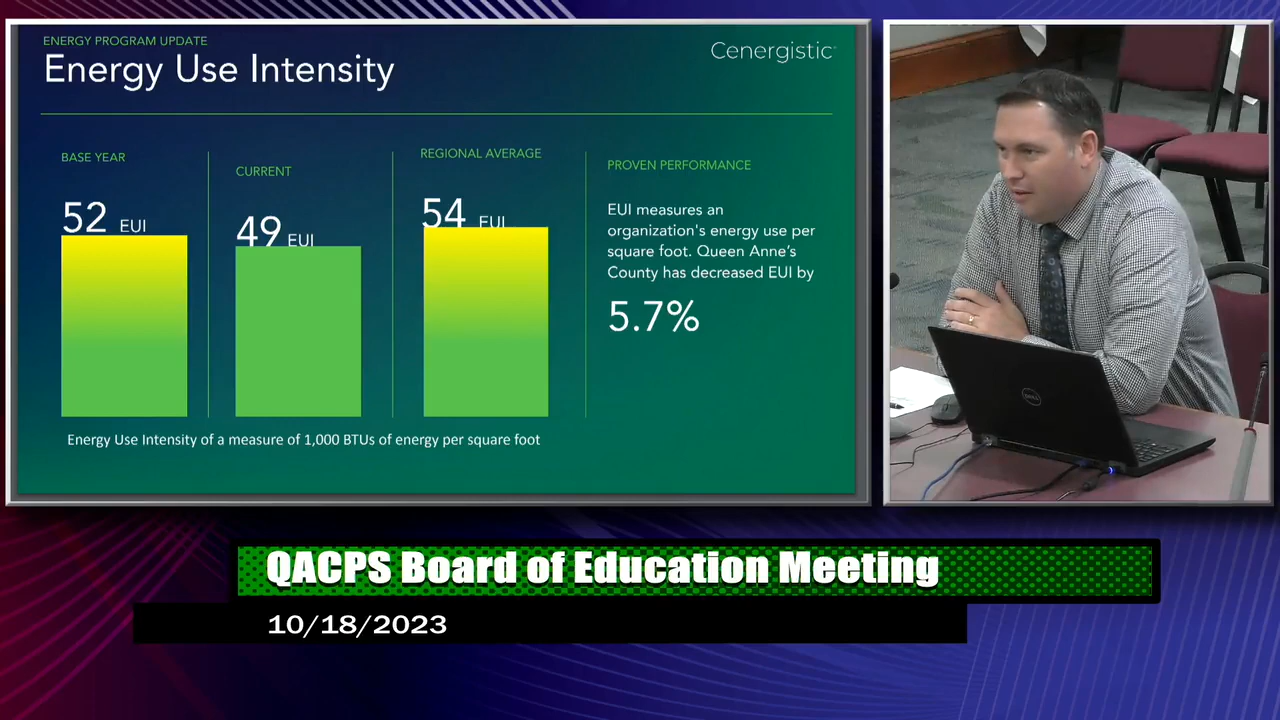 ENERGY PROGRAM UPDATE
Energy Use Intensity
Cenergistic
BASE YEAR
52 EUI
CURRENT
49 EUI
REGIONAL AVERAGE
54 EUI
PROVEN PERFORMANCE
EUI measures an
organization's energy use per
square foot. Queen Anne's
County has decreased EUI by
5.7%
Energy Use Intensity of a measure of 1,000 BTUs of energy per square foot
DELL
QACPS Board of Education Meeting
10/18/2023